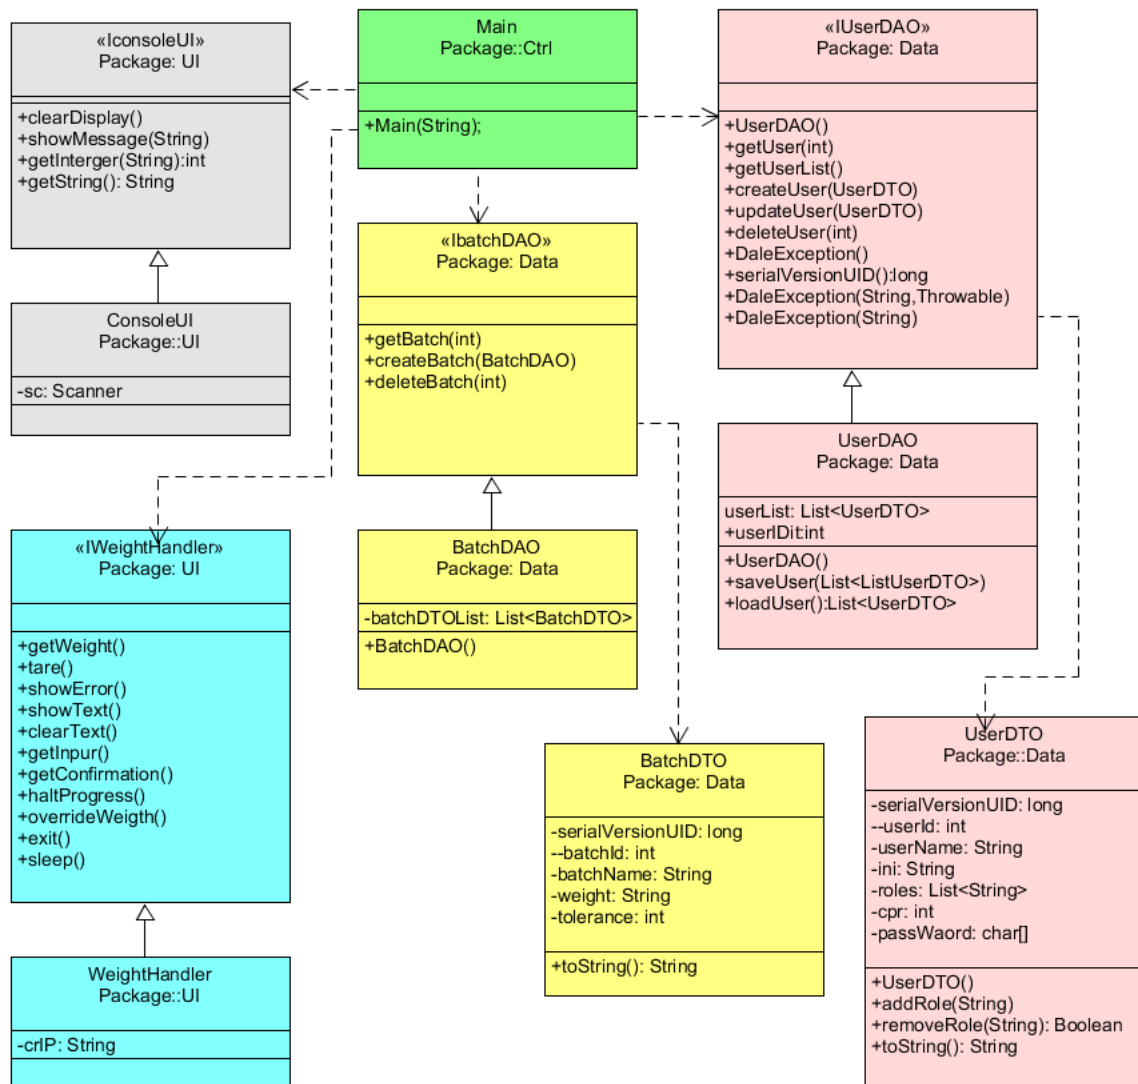 «IconsoleUI»
Package: UI
+clearDisplay()
+showMessage(String)
+getInterger(String):int
+getString(): String
ConsoleUI
Package::UI
-sc: Scanner
Main
Package::Ctrl
+Main(String);
«IUserDAO»
Package: Data
+UserDAO()
+getUser(int)
+getUserList()
+createUser(UserDTO)
+updateUser(UserDTO)
+deleteUser(int)
+DaleException()
+serialVersionUID():long
+DaleException(String,Throwable)
+DaleException(String)
«IbatchDAO»
Package: Data
+getBatch(int)
+createBatch(BatchDAO)
+deleteBatch(int)
UserDAO
Package: Data
userList: List<UserDTO>
+userIDit:int
+UserDAO()
+saveUser(List<ListUserDTO>)
+loadUser():List<UserDTO>
«IWeightHandler»
Package: UI
+getWeight()
+tare()
+showError()
+showText()
+clearText()
+getInpur()
+getConfirmation()
+haltProgress()
+overrideWeigth()
+exit()
+sleep()
BatchDAO
Package: Data
-batchDTOList: List<BatchDTO>
+BatchDAO()
BatchDTO
Package: Data
-serialVersionUID: long
--batchId: int
-batchName: String
-weight: String
-tolerance: int
+toString(): String
UserDTO
Package::Data
-serialVersionUID: long
--userId: int
-userName: String
-ini: String
-roles: List<String>
-cpr: int
-passWaord: char[]
+UserDTO()
+addRole(String)
+removeRole(String): Boolean
+toString(): String
WeightHandler
Package::UI
-crIP: String